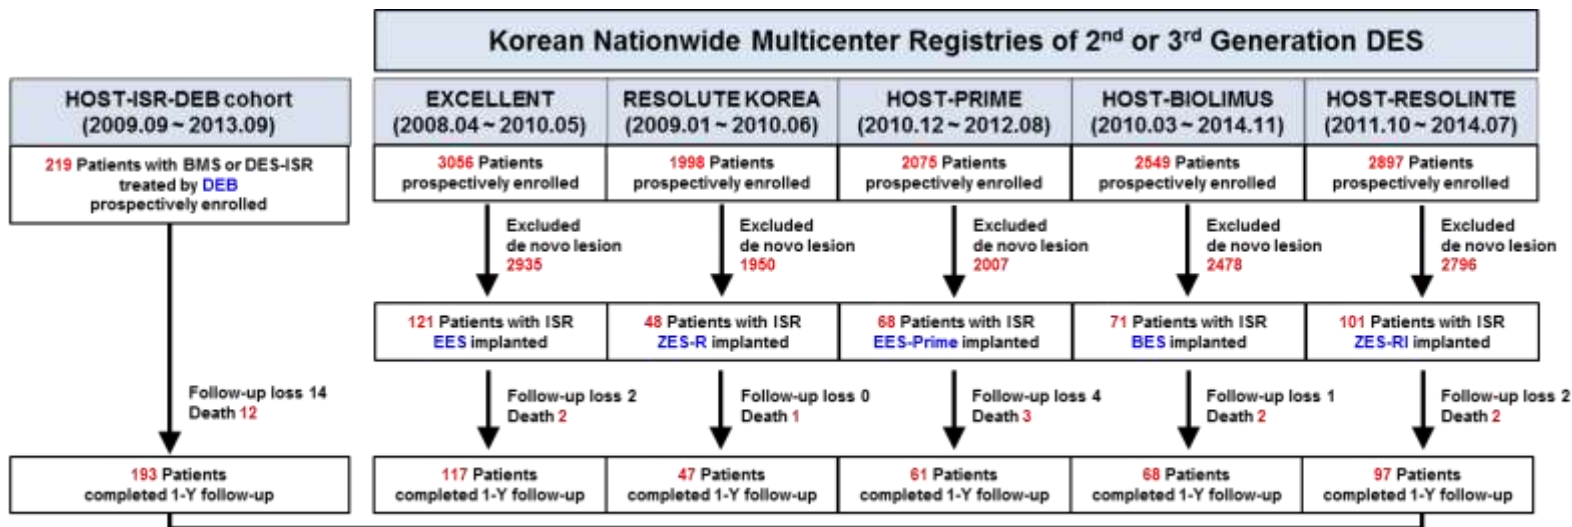 Korean Nationwide Multicenter Registries of 2nd or 3rd Generation DES
HOST-ISR-DEB cohort
(2009.09 ~ 2013.09)
EXCELLENT
(2008.04 ~ 2010.05)
RESOLUTE KOREA
(2009.01 ~ 2010.06)
HOST-PRIME
(2010.12 ~ 2012.08)
HOST-BIOLIMUS
(2010.03 ~ 2014.11)
HOST-RESOLINTE
(2011.10 ~ 2014.07)
219 Patients with BMS or DES-ISR
treated by DEB
prospectively enrolled
3056 Patients
prospectively enrolled
1998 Patients
prospectively enrolled
2075 Patients
prospectively enrolled
2549 Patients
prospectively enrolled
2897 Patients
prospectively enrolled
Excluded
de novo lesion
2935
Excluded
de novo lesion
1950
Excluded
de novo lesion
2007
Excluded
de novo lesion
2478
Excluded
de novo lesion
2796
121 Patients with ISR
EES implanted
48 Patients with ISR
ZES-R implanted
68 Patients with ISR
EES-Prime implanted
71 Patients with ISR
BES implanted
101 Patients with ISR
ZES-RI implanted
Follow-up loss 14
Death 12
Follow-up loss 2
Death 2
Follow-up loss 0
Death 1
Follow-up loss 4
Death 3
Follow-up loss 1
Death 2
Follow-up loss 2
Death 2
193 Patients
completed 1-Y follow-up
117 Patients
completed 1-Y follow-up
47 Patients
completed 1-Y follow-up
61 Patients
completed 1-Y follow-up
68 Patients
completed 1-Y follow-up
97 Patients
completed 1-Y follow-up